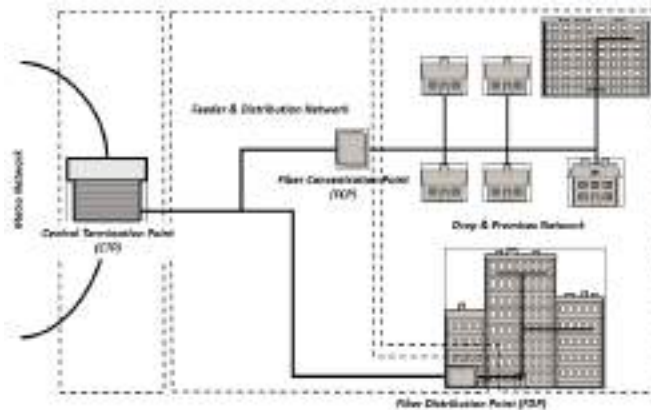 Metro Network
Feeder & Distribution Network
Fiber Concentration Point
(FCP)
Central Termination Point
(CTP)
Drop & Premises Network
Fiber Distribution Point (FDP)